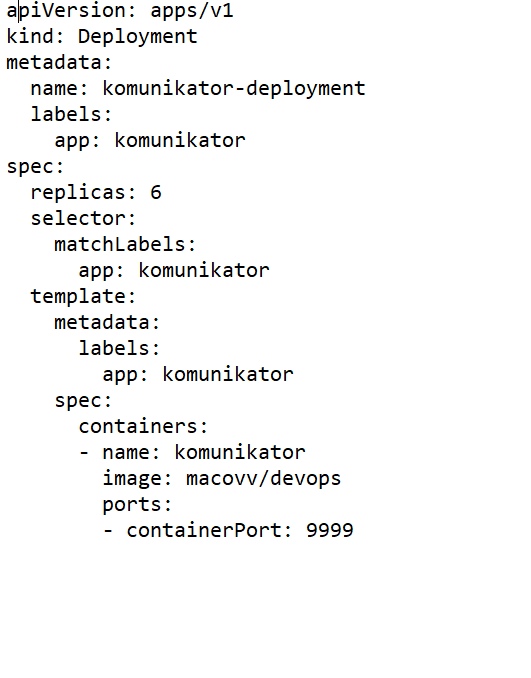 apiVersion: apps/v1
kind: Deployment
metadata:
  name: komunikator-deployment
  labels:
    app: komunikator
spec:
  replicas: 6
  selector:
    matchLabels:
      app: komunikator
  template:
    metadata:
      labels:
        app: komunikator
    spec:
      containers:
      - name: komunikator
        image: macovv/devops
        ports:
        - containerPort: 9999